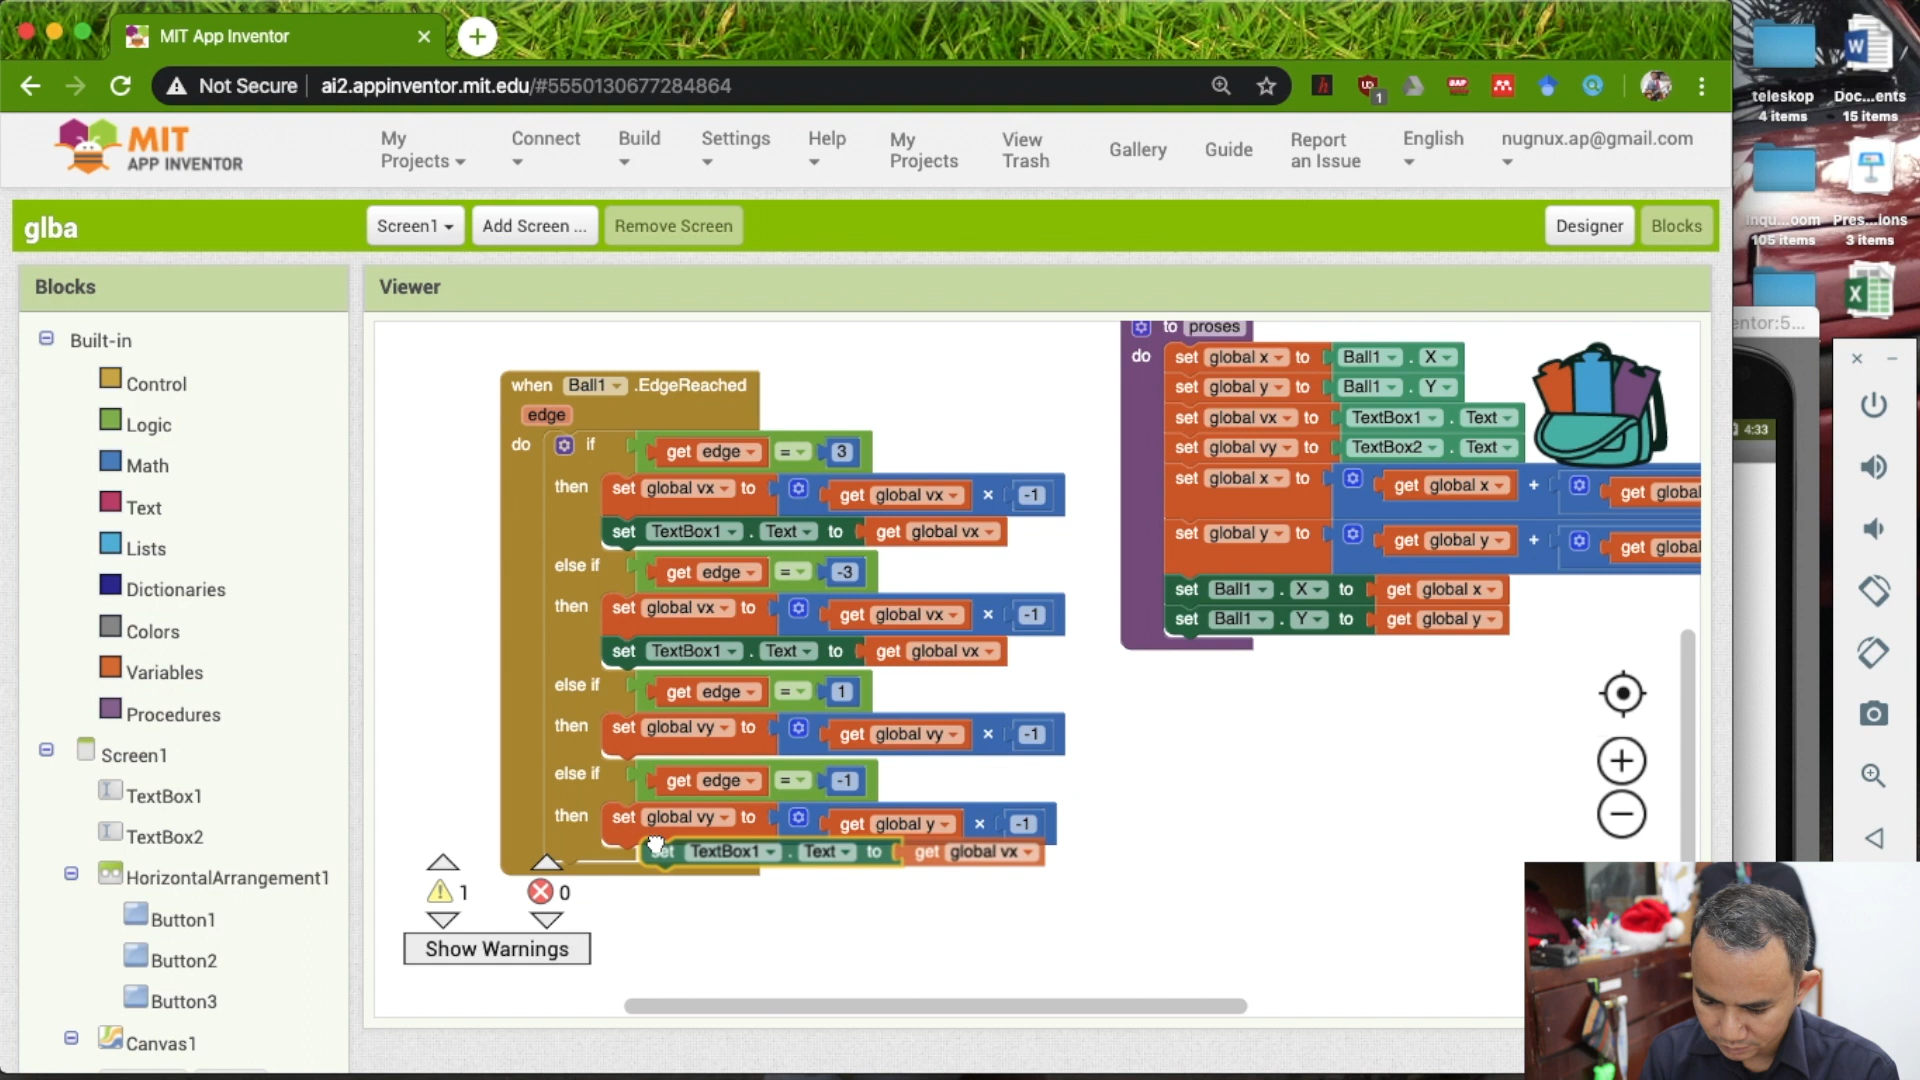 MIT App Inventor
Not Secure
ai2.appinventor.mit.edu/#5550130677284864
1
MIT
APP INVENTOR
My Projects
Connect
Build
Settings
Help
My Projects
View Trash
Gallery
Guide
Report an Issue
English
nugnux.ap@gmail.com
glba
Screen1
Add Screen ...
Remove Screen
Designer
Blocks
Blocks
Viewer
Built-in
Control
Logic
Math
Text
Lists
Dictionaries
Colors
Variables
Procedures
Screen1
TextBox1
TextBox2
HorizontalArrangement1
Button1
Button2
Button3
Canvas1
when Ball1 .EdgeReached
edge
do if get edge = 3
then set global vx to get global vx × -1
set TextBox1 . Text to get global vx
else if get edge = -3
then set global vx to get global vx × -1
set TextBox1 . Text to get global vx
else if get edge = 1
then set global vy to get global vy × -1
else if get edge = -1
then set global vy to get global y × -1
set TextBox1 . Text to get global vx
1
0
Show Warnings
to proses
do set global x to Ball1 . X
set global y to Ball1 . Y
set global vx to TextBox1 . Text
set global vy to TextBox2 . Text
set global x to get global x + get
set global y to get global y + get
set Ball1 . X to get global x
set Ball1 . Y to get global y
teleskop
4 items
Doc...ents
15 items
105 items
Pres...ions
3 items
4:33